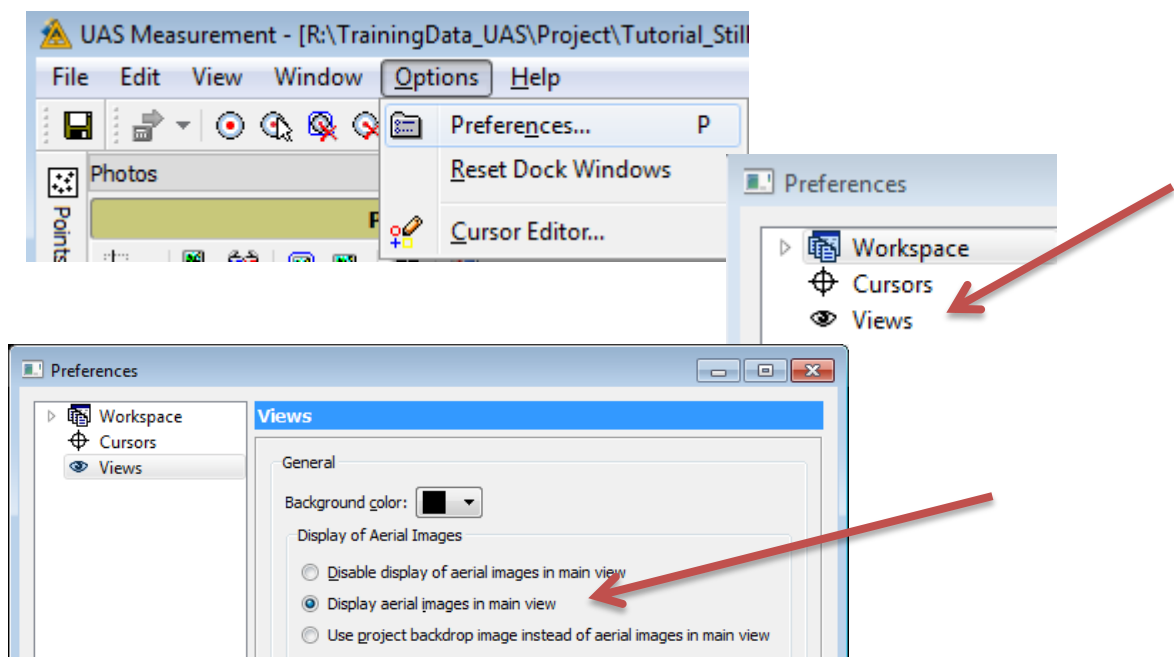 UAS Measurement - [R:\TrainingData_UAS\Project\Tutorial_Still
File Edit View Window Options Help
Preferences... P
Reset Dock Windows
Cursor Editor...
Photos
Points
P
Preferences
Workspace
Cursors
Views
Preferences
Workspace
Cursors
Views
Views
General
Background color:
Display of Aerial Images
Disable display of aerial images in main view
Display aerial images in main view
Use project backdrop image instead of aerial images in main view